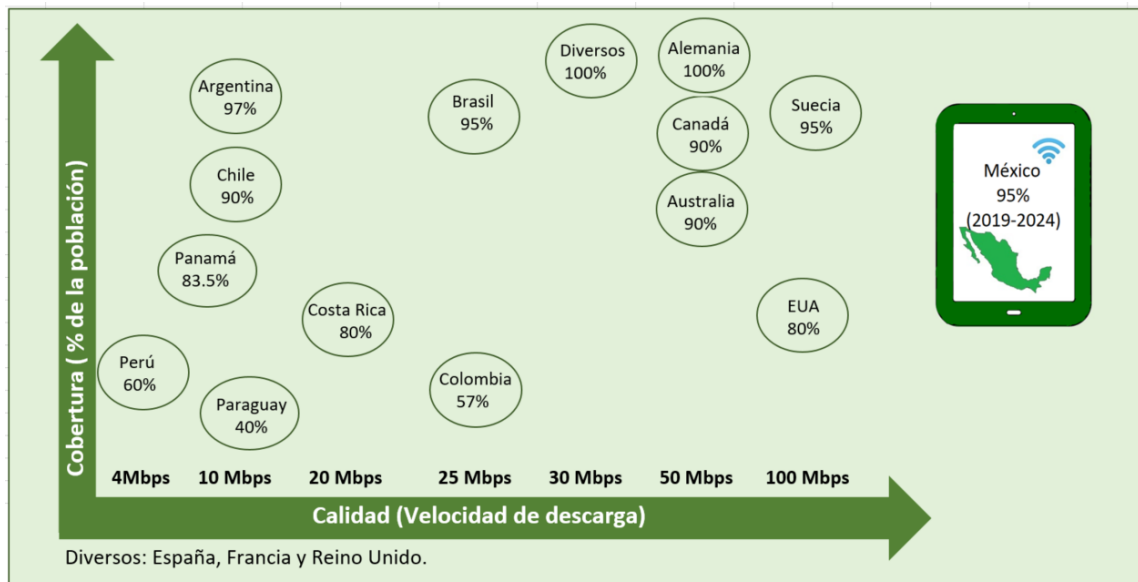 Cobertura ( % de la población)
Diversos
100%
Alemania
100%
Argentina
97%
Brasil
95%
Suecia
95%
Canadá
90%
Chile
90%
Australia
90%
Panamá
83.5%
Costa Rica
80%
EUA
80%
Perú
60%
Colombia
57%
Paraguay
40%
4Mbps
10 Mbps
20 Mbps
25 Mbps
30 Mbps
50 Mbps
100 Mbps
Calidad (Velocidad de descarga)
Diversos: España, Francia y Reino Unido.
México
95%
(2019-2024)